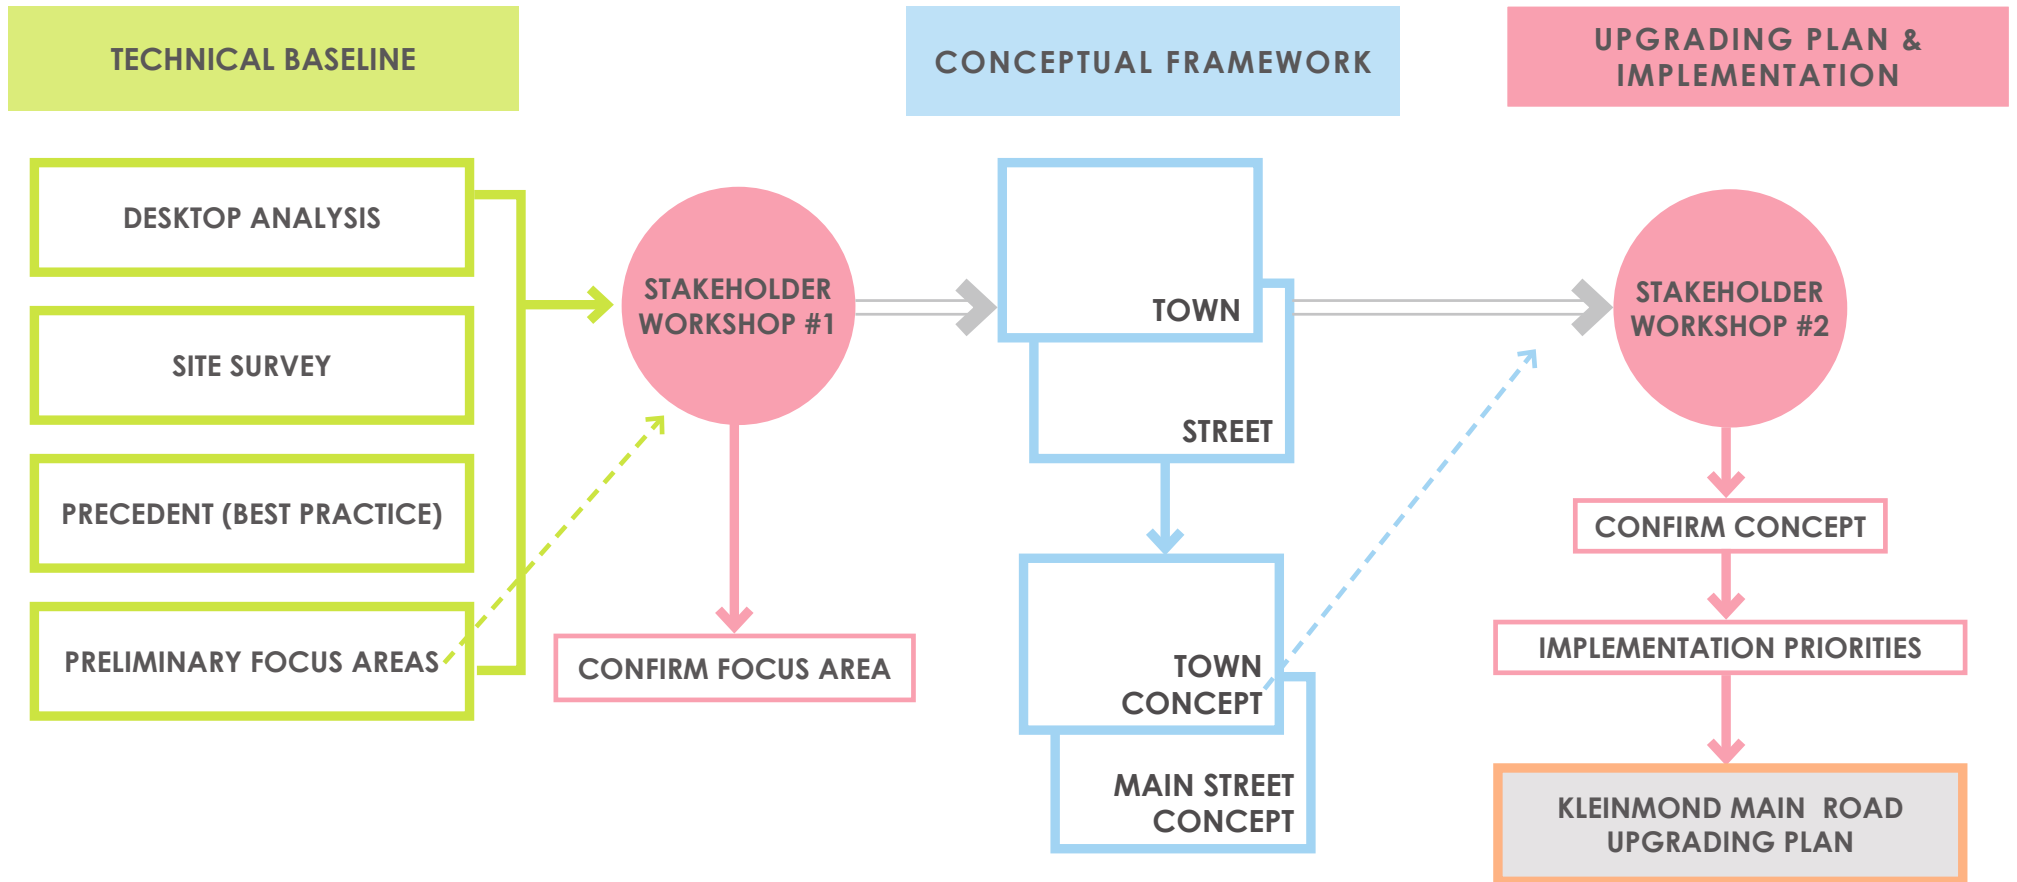 TECHNICAL BASELINE
DESKTOP ANALYSIS
SITE SURVEY
PRECEDENT (BEST PRACTICE)
PRELIMINARY FOCUS AREAS
STAKEHOLDER
WORKSHOP #1
CONFIRM FOCUS AREA
CONCEPTUAL FRAMEWORK
TOWN
STREET
TOWN
CONCEPT
MAIN STREET
CONCEPT
UPGRADING PLAN &
IMPLEMENTATION
STAKEHOLDER
WORKSHOP #2
CONFIRM CONCEPT
IMPLEMENTATION PRIORITIES
KLEINMOND MAIN ROAD
UPGRADING PLAN